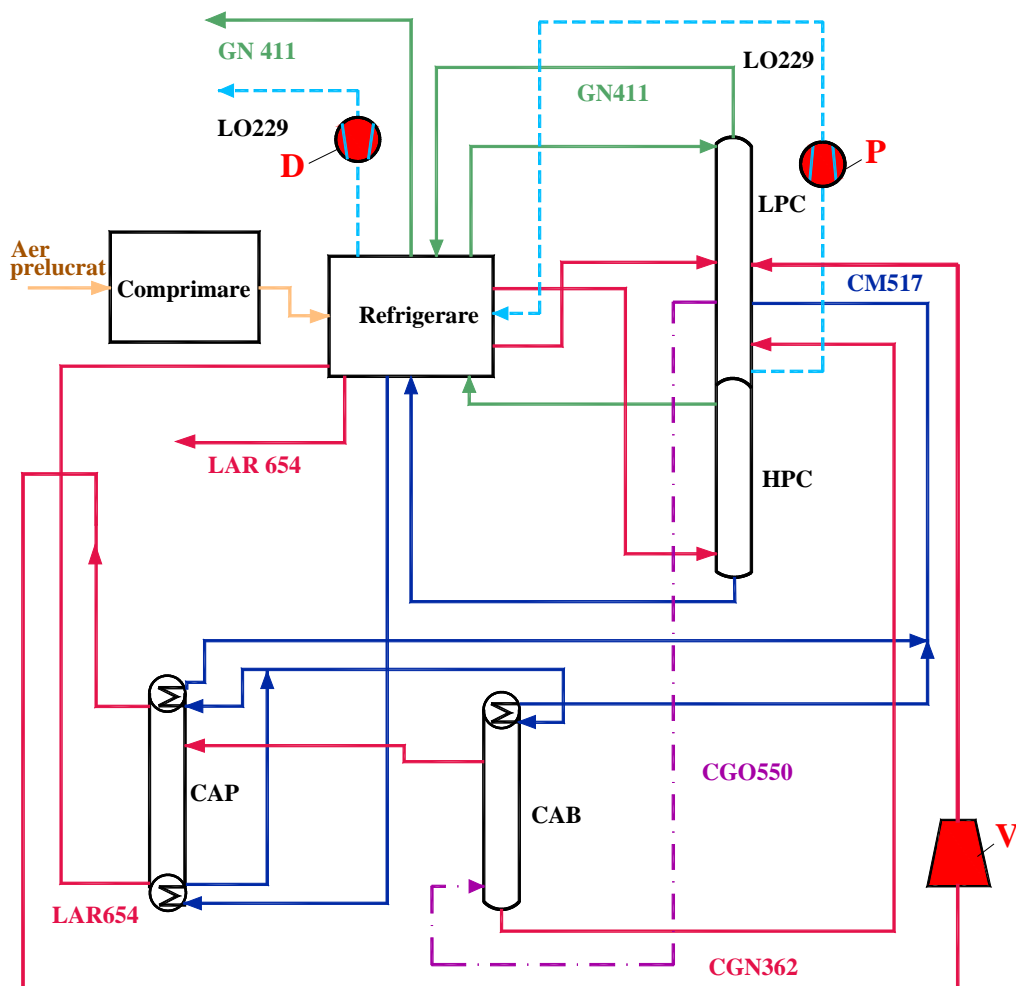 GN 411
LO229
GN411
LO229
D
P
LPC
Aer
prelucrat
Comprimare
Refrigerare
CM517
LAR 654
HPC
CGO550
CAP
CAB
V
LAR654
CGN362